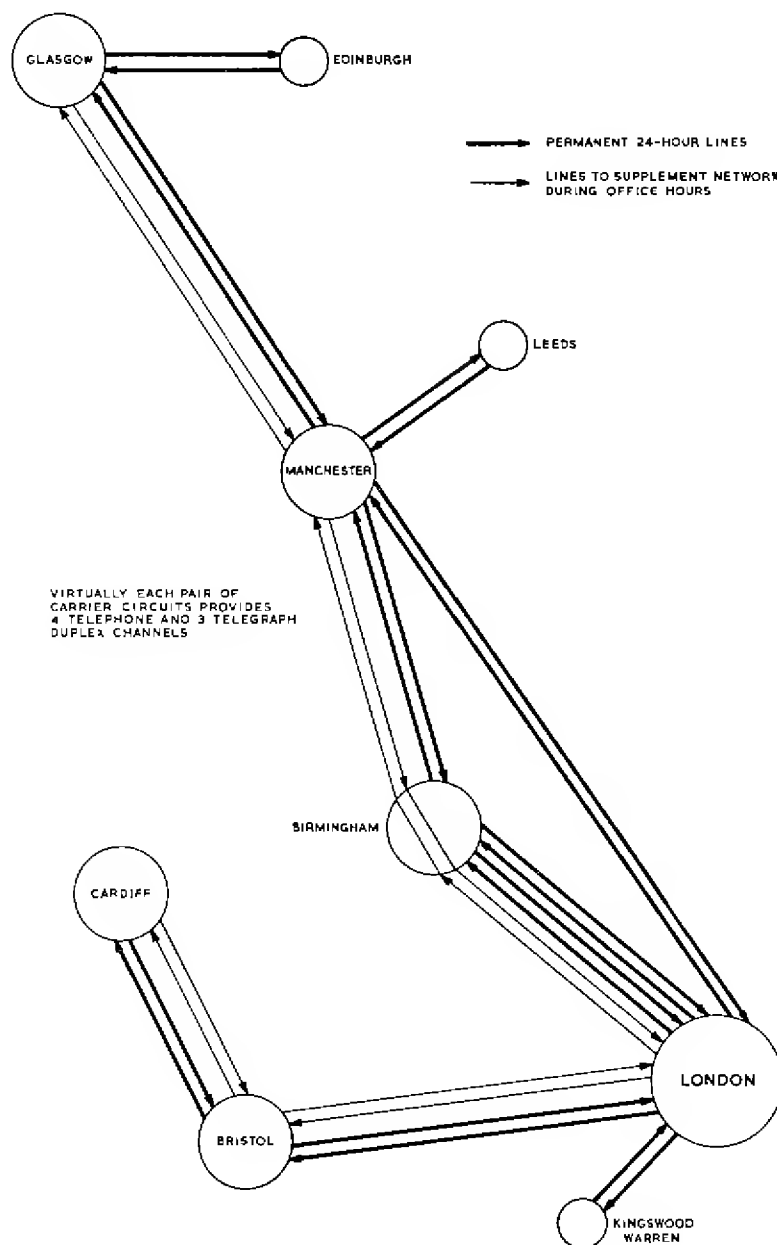 GLASGOW
EDINBURGH
PERMANENT 24-HOUR LINES
LINES TO SUPPLEMENT NETWORK
DURING OFFICE HOURS
LEEDS
MANCHESTER
VIRTUALLY EACH PAIR OF
CARRIER CIRCUITS PROVIDES
4 TELEPHONE AND 3 TELEGRAPH
DUPLEX CHANNELS
BIRMINGHAM
CARDIFF
LONDON
BRISTOL
KINGSWOOD
WARREN